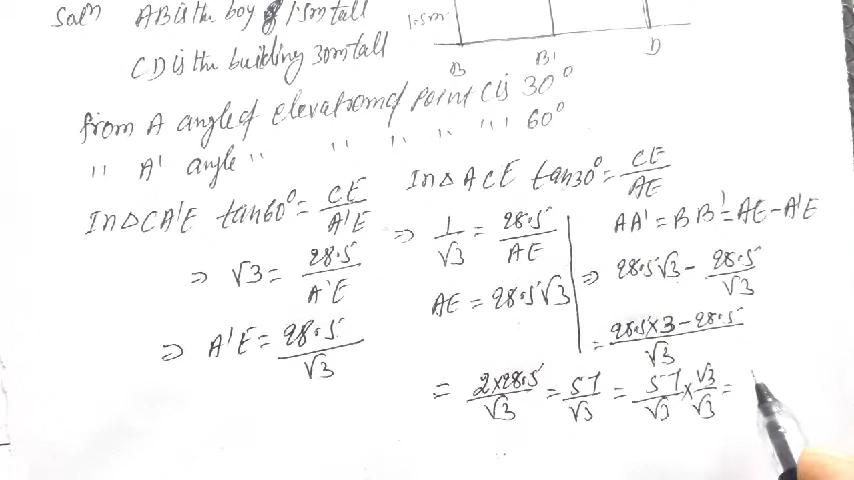 Soln AB is the boy 1.5m tall
1.5m
CD is the building 30m tall
B B' D
from A angle of elevation of point C is 30°
" A' angle " " " " " 60°
In△CA'E tan60° = CE/A'E
⇒ √3 = 28.5/A'E
⇒ A'E = 28.5/√3
In△ACE tan30° = CE/AE
⇒ 1/√3 = 28.5/AE
AE = 28.5√3
AA' = BB' = AE - A'E
⇒ 28.5√3 - 28.5/√3
= 28.5×3-28.5/√3
= 2×28.5/√3 = 57/√3 = 57/√3 × √3/√3 =